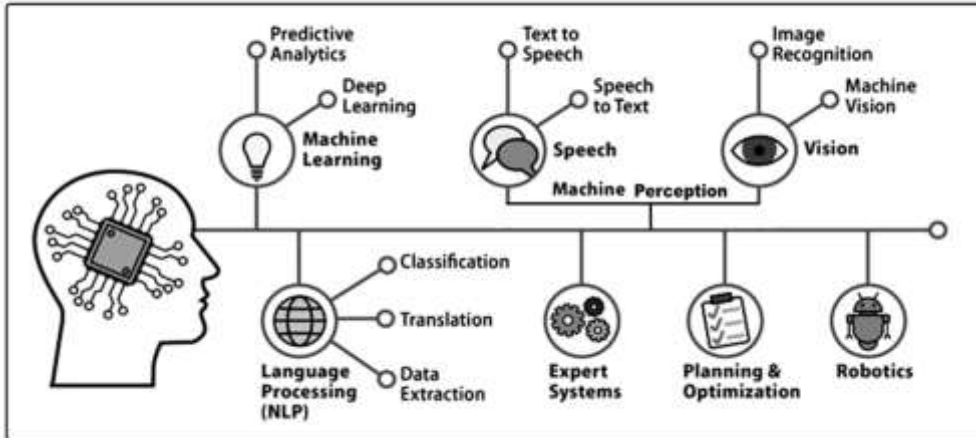 Predictive
Analytics
Deep
Learning
Machine
Learning
Text to
Speech
Speech
to Text
Speech
Image
Recognition
Machine
Vision
Vision
Machine Perception
Classification
Translation
Data
Extraction
Language
Processing
(NLP)
Expert
Systems
Planning &
Optimization
Robotics